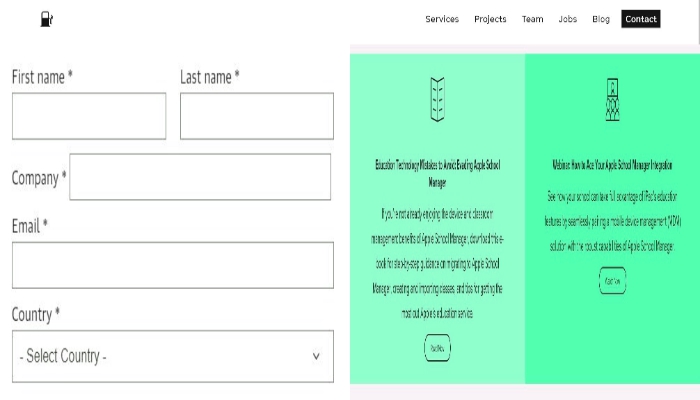 Services Projects Team Jobs Blog Contact
First name *
Last name *
Company *
Email *
Country *
- Select Country -
Education Technology Mistakes to Avoid: Evading Apple School
Manager
If you're not already enjoying the device and classroom
management benefits of Apple School Manager, download this e-
book for step-by-step guidance on migrating to Apple School
Manager, creating and importing classes, and tips for getting the
most out Apple's education service.
Read Now
Webinar: How to Ace Your Apple School Manager Integration
See how your school can take full advantage of iPad's education
features by seamlessly pairing a mobile device management (MDM)
solution with the robust capabilities of Apple School Manager.
Watch Now